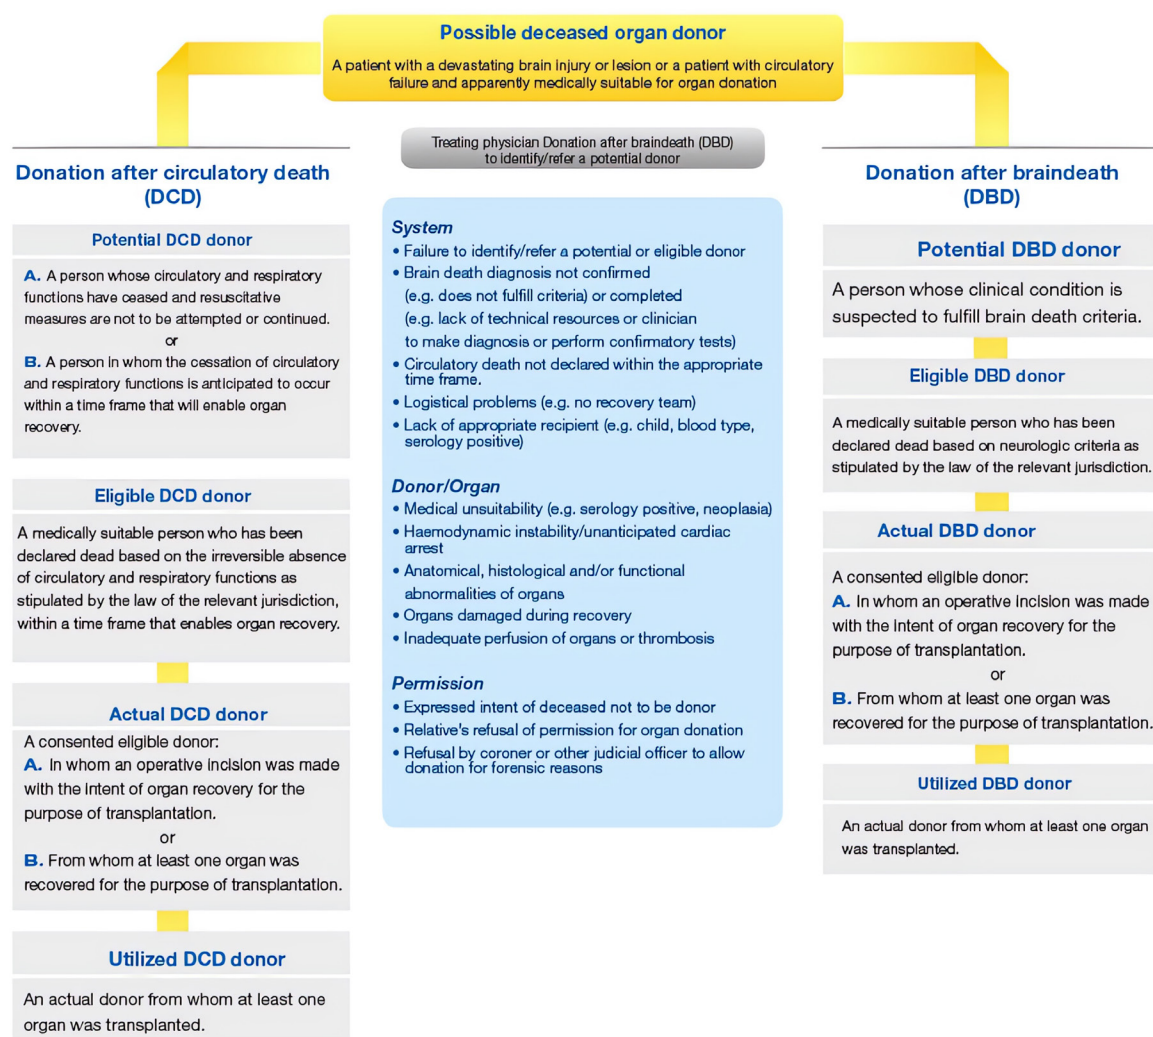 Possible deceased organ donor
A patient with a devastating brain injury or lesion or a patient with circulatory
failure and apparently medically suitable for organ donation
Treating physician Donation after braindeath (DBD)
to identify/refer a potential donor
Donation after circulatory death
(DCD)
Potential DCD donor
A. A person whose circulatory and respiratory
functions have ceased and resuscitative
measures are not to be attempted or continued.
or
B. A person in whom the cessation of circulatory
and respiratory functions is anticipated to occur
within a time frame that will enable organ
recovery.
Eligible DCD donor
A medically suitable person who has been
declared dead based on the irreversible absence
of circulatory and respiratory functions as
stipulated by the law of the relevant jurisdiction,
within a time frame that enables organ recovery.
Actual DCD donor
A consented eligible donor:
A. In whom an operative incision was made
with the intent of organ recovery for the
purpose of transplantation.
or
B. From whom at least one organ was
recovered for the purpose of transplantation.
Utilized DCD donor
An actual donor from whom at least one
organ was transplanted.
System
• Failure to identify/refer a potential or eligible donor
• Brain death diagnosis not confirmed
(e.g. does not fulfill criteria) or completed
(e.g. lack of technical resources or clinician
to make diagnosis or perform confirmatory tests)
• Circulatory death not declared within the appropriate
time frame.
• Logistical problems (e.g. no recovery team)
• Lack of appropriate recipient (e.g. child, blood type,
serology positive)
Donor/Organ
• Medical unsuitability (e.g. serology positive, neoplasia)
• Haemodynamic instability/unanticipated cardiac
arrest
• Anatomical, histological and/or functional
abnormalities of organs
• Organs damaged during recovery
• Inadequate perfusion of organs or thrombosis
Permission
• Expressed intent of deceased not to be donor
• Relative's refusal of permission for organ donation
• Refusal by coroner or other judicial officer to allow
donation for forensic reasons
Donation after braindeath
(DBD)
Potential DBD donor
A person whose clinical condition is
suspected to fulfill brain death criteria.
Eligible DBD donor
A medically suitable person who has been
declared dead based on neurologic criteria as
stipulated by the law of the relevant jurisdiction.
Actual DBD donor
A consented eligible donor:
A. In whom an operative incision was made
with the intent of organ recovery for the
purpose of transplantation.
or
B. From whom at least one organ was
recovered for the purpose of transplantation.
Utilized DBD donor
An actual donor from whom at least one organ
was transplanted.